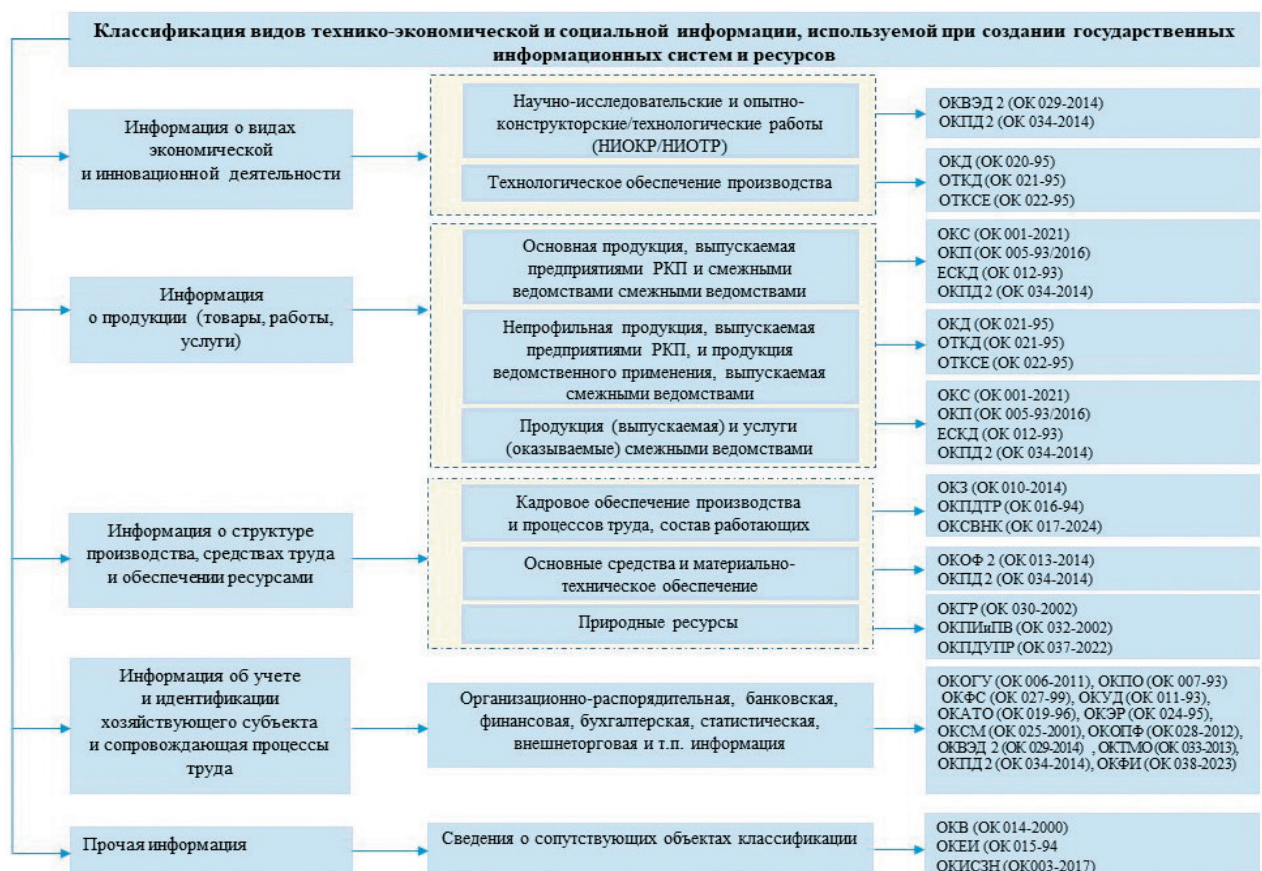 Классификация видов технико-экономической и социальной информации, используемой при создании государственных
информационных систем и ресурсов
Информация о видах
экономической
и инновационной деятельности
Научно-исследовательские и опытно-
конструкторские/технологические работы
(НИОКР/НИОТР)
ОКВЭД 2 (ОК 029-2014)
ОКПД 2 (ОК 034-2014)
Технологическое обеспечение производства
ОКД (ОК 020-95)
ОТКД (ОК 021-95)
ОТКСЕ (ОК 022-95)
Информация
о продукции (товары, работы,
услуги)
Основная продукция, выпускаемая
предприятиями РКП и смежными
ведомствами смежными ведомствами
ОКС (ОК 001-2021)
ОКП (ОК 005-93/2016)
ЕСКД (ОК 012-93)
ОКПД 2 (ОК 034-2014)
Непрофильная продукция, выпускаемая
предприятиями РКП, и продукция
ведомственного применения, выпускаемая
смежными ведомствами
ОКД (ОК 021-95)
ОТКД (ОК 021-95)
ОТКСЕ (ОК 022-95)
Продукция (выпускаемая) и услуги
(оказываемые) смежными ведомствами
ОКС (ОК 001-2021)
ОКП (ОК 005-93/2016)
ЕСКД (ОК 012-93)
ОКПД 2 (ОК 034-2014)
Информация о структуре
производства, средствах труда
и обеспечении ресурсами
Кадровое обеспечение производства
и процессов труда, состав работающих
ОКЗ (ОК 010-2014)
ОКПДТР (ОК 016-94)
ОКСВНК (ОК 017-2024)
Основные средства и материально-
техническое обеспечение
ОКОФ 2 (ОК 013-2014)
ОКПД 2 (ОК 034-2014)
Природные ресурсы
ОКГР (ОК 030-2002)
ОКПИиПВ (ОК 032-2002)
ОКПДУПР (ОК 037-2022)
Информация об учете
и идентификации
хозяйствующего субъекта
и сопровождающая процессы
труда
Организационно-распорядительная, банковская,
финансовая, бухгалтерская, статистическая,
внешнеторговая и т.п. информация
ОКОГУ (ОК 006-2011), ОКПО (ОК 007-93)
ОКФС (ОК 027-99), ОКУД (ОК 011-93),
ОКАТО (ОК 019-96), ОКЭР (ОК 024-95),
ОКСМ (ОК 025-2001), ОКОПФ (ОК 028-2012),
ОКВЭД 2 (ОК 029-2014) , ОКТМО (ОК 033-2013),
ОКПД 2 (ОК 034-2014), ОКФИ (ОК 038-2023)
Прочая информация
Сведения о сопутствующих объектах классификации
ОКВ (ОК 014-2000)
ОКЕИ (ОК 015-94
ОКИСЗН (ОК003-2017)